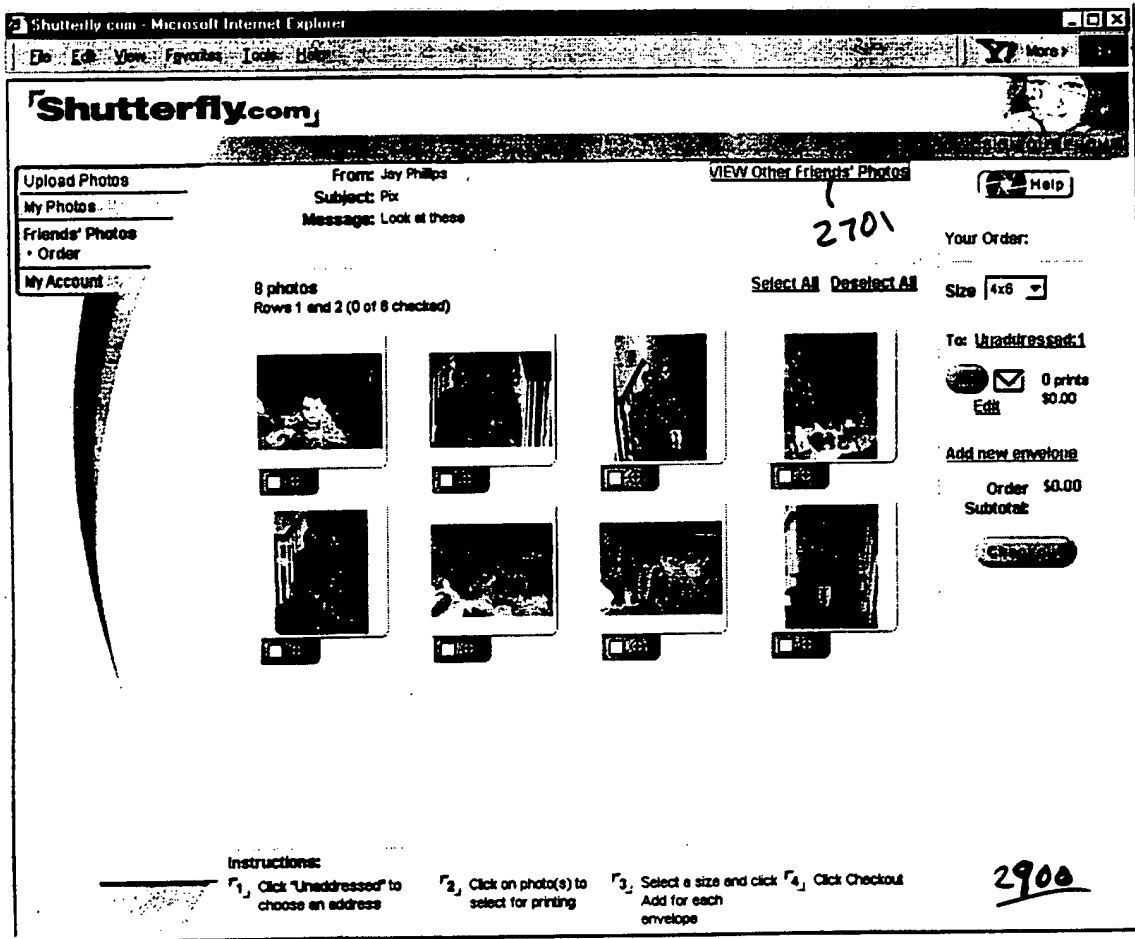 Shutterfly.com - Microsoft Internet Explorer
File Edit View Favorites Tools Help
Y! More »
Shutterfly.com
Upload Photos
My Photos
Friends' Photos
• Order
My Account
From: Jay Phillips
Subject: Pix
Message: Look at these
VIEW Other Friends' Photos
2701
Help
8 photos
Rows 1 and 2 (0 of 8 checked)
Select All Deselect All
Your Order:
Size 4x6
To: Unaddressed:1
0 prints
$0.00
Edit
Add new envelope
Order Subtotal: $0.00
Checkout
Instructions:
1 Click "Unaddressed" to
choose an address
2 Click on photo(s) to
select for printing
3 Select a size and click
Add for each
envelope
4 Click Checkout
2900